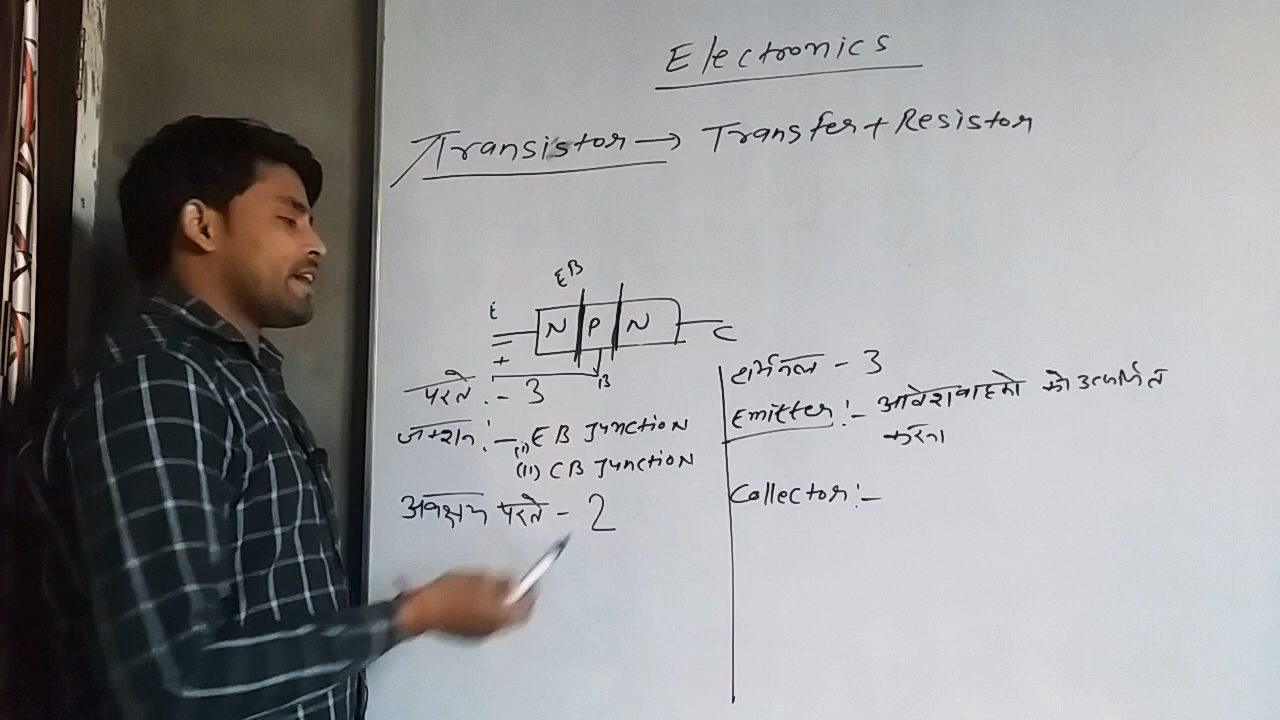 Electronics
Transistor → Transfer + Resistor
EB
E
N P N
C
+
B
परते :- 3
जंक्शन :- (i) EB Junction
(ii) CB Junction
अवक्षय परते - 2
टर्मिनल - 3
Emitter :- आवेशवाहको को उत्सर्जित
करना
Collector :-